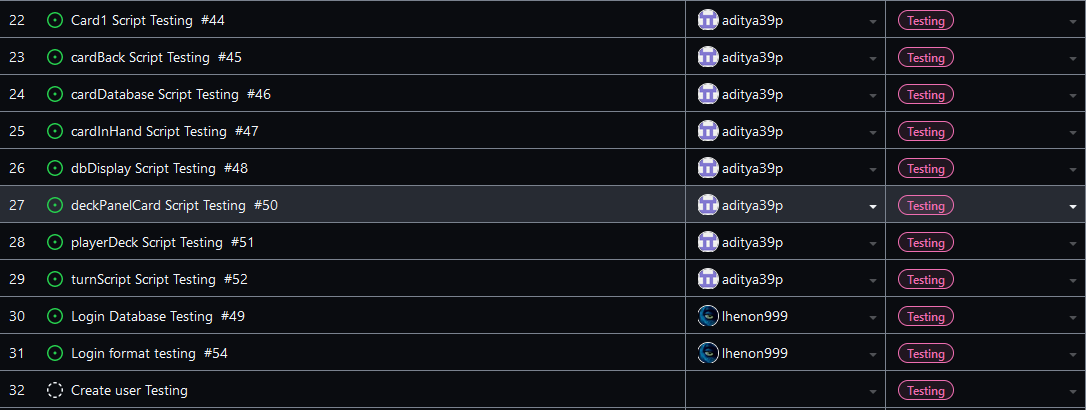 22 Card1 Script Testing #44 aditya39p Testing
23 cardBack Script Testing #45 aditya39p Testing
24 cardDatabase Script Testing #46 aditya39p Testing
25 cardInHand Script Testing #47 aditya39p Testing
26 dbDisplay Script Testing #48 aditya39p Testing
27 deckPanelCard Script Testing #50 aditya39p Testing
28 playerDeck Script Testing #51 aditya39p Testing
29 turnScript Script Testing #52 aditya39p Testing
30 Login Database Testing #49 lhenon999 Testing
31 Login format testing #54 lhenon999 Testing
32 Create user Testing Testing